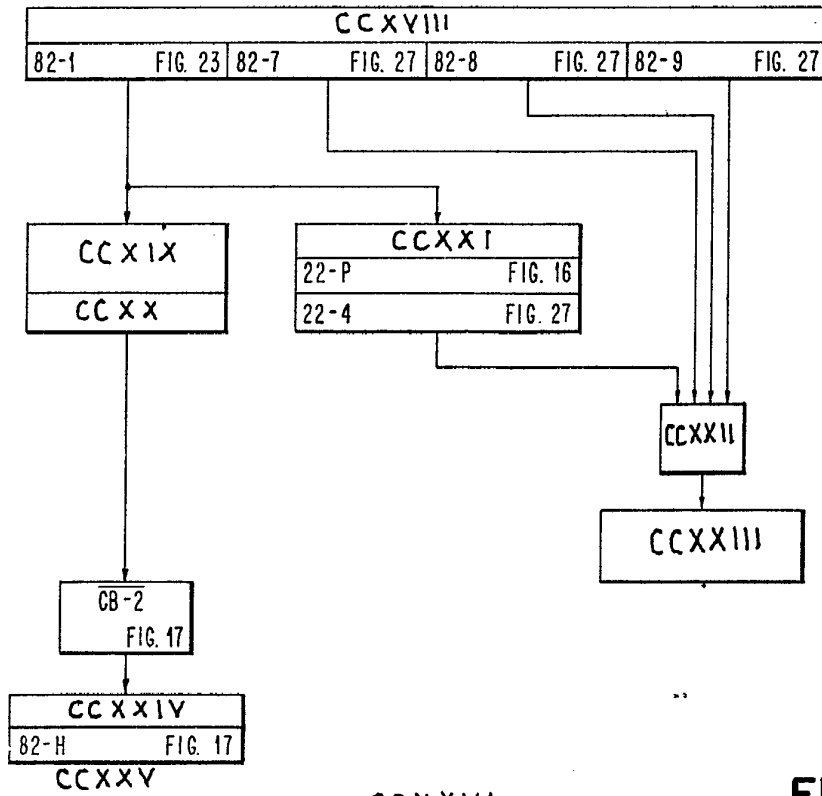 CCXVIII
82-1 FIG. 23 82-7 FIG. 27 82-8 FIG. 27 82-9 FIG. 27
CCXIX
CCXXI
22-P FIG. 16
CCXX
22-4 FIG. 27
CCXXII
CCXXIII
CB-2
FIG. 17
CCXXIV
82-H FIG. 17
CCXXV